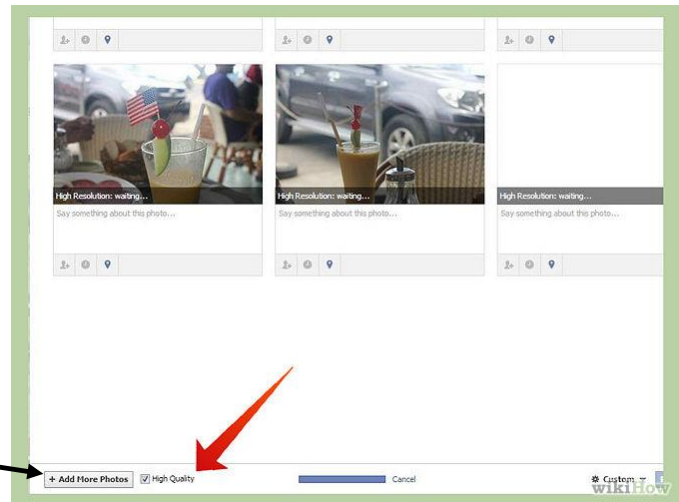 High Resolution: waiting...
High Resolution: waiting...
High Resolution: waiting...
Say something about this photo...
Say something about this photo...
Say something about this photo...
+ Add More Photos
High Quality
Cancel
Custom
wikiHow